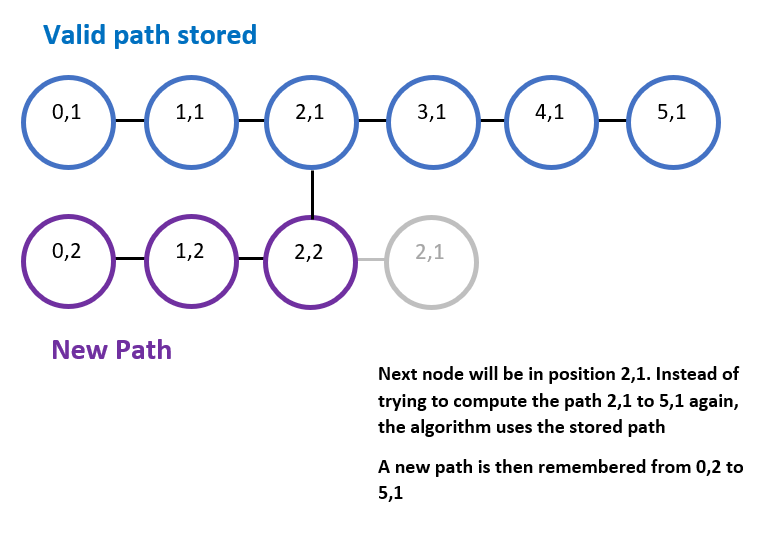 Valid path stored
0,1 1,1 2,1 3,1 4,1 5,1
0,2 1,2 2,2 2,1
New Path
Next node will be in position 2,1. Instead of
trying to compute the path 2,1 to 5,1 again,
the algorithm uses the stored path
A new path is then remembered from 0,2 to
5,1